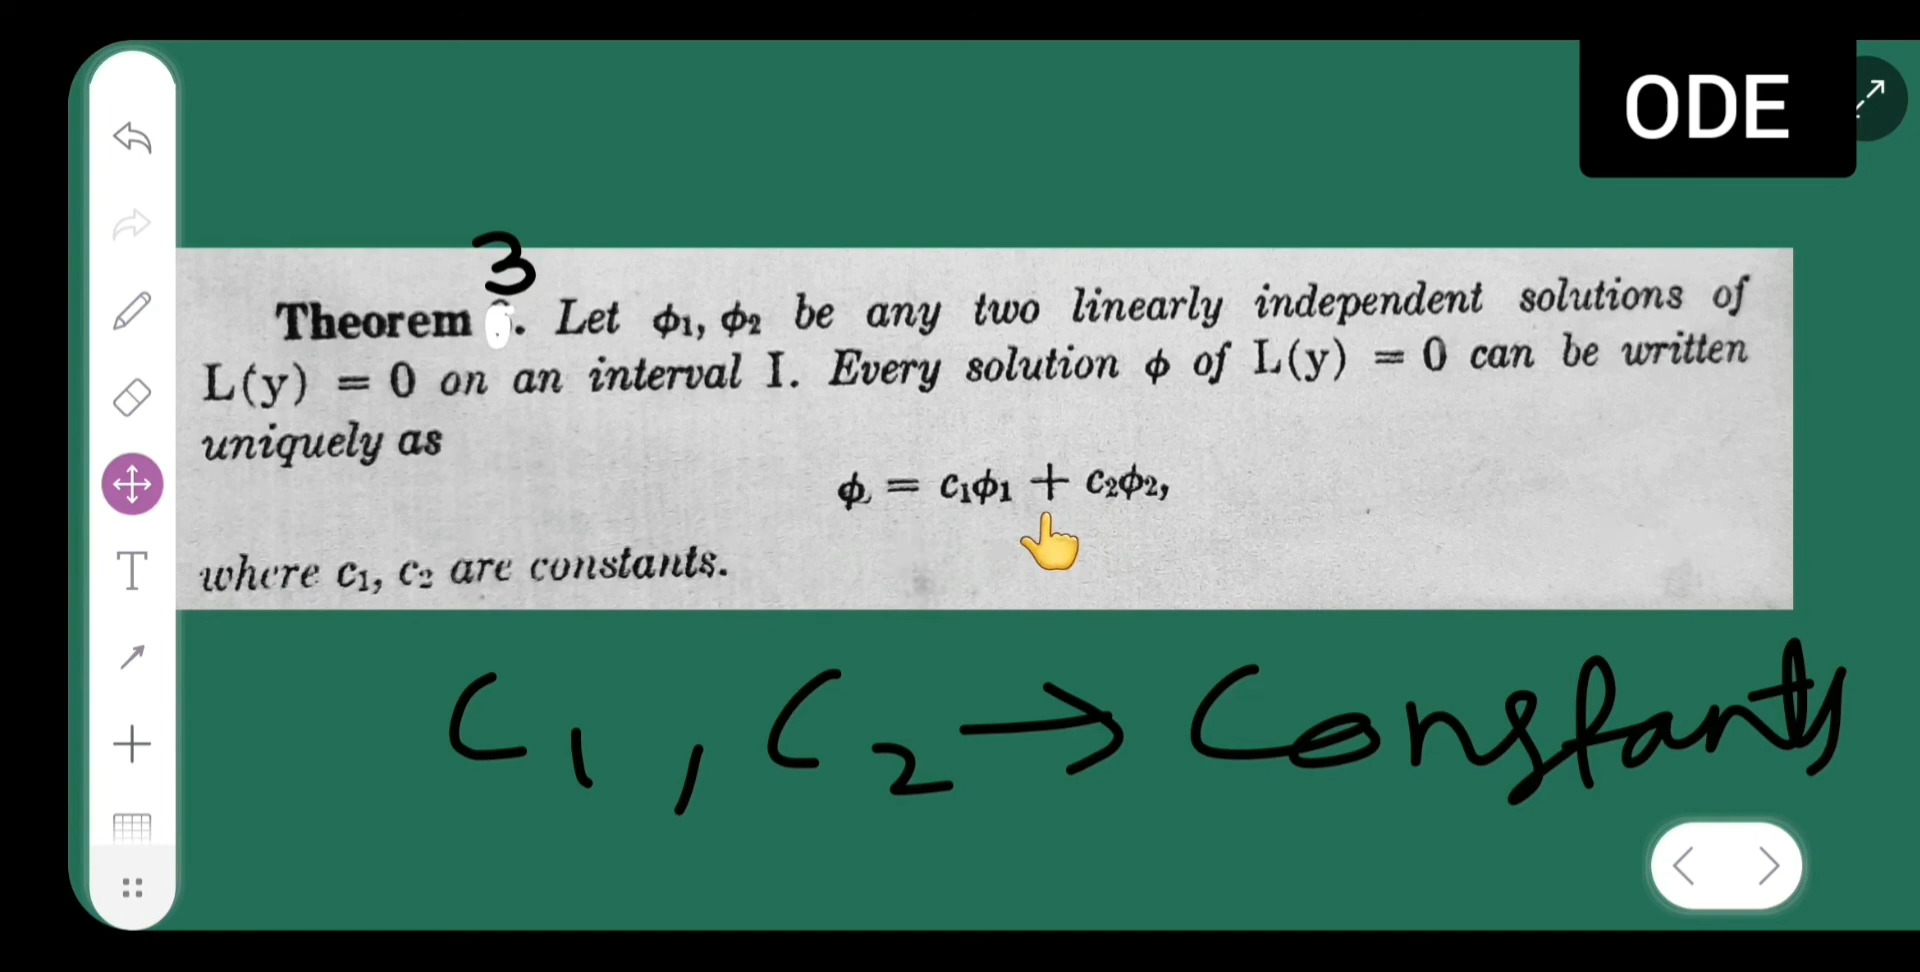 ODE
3
Theorem . Let ϕ1, ϕ2 be any two linearly independent solutions of
L(y) = 0 on an interval I. Every solution ϕ of L(y) = 0 can be written
uniquely as
ϕ = c1ϕ1 + c2ϕ2,
where c1, c2 are constants.
C1, C2 → Constants
T